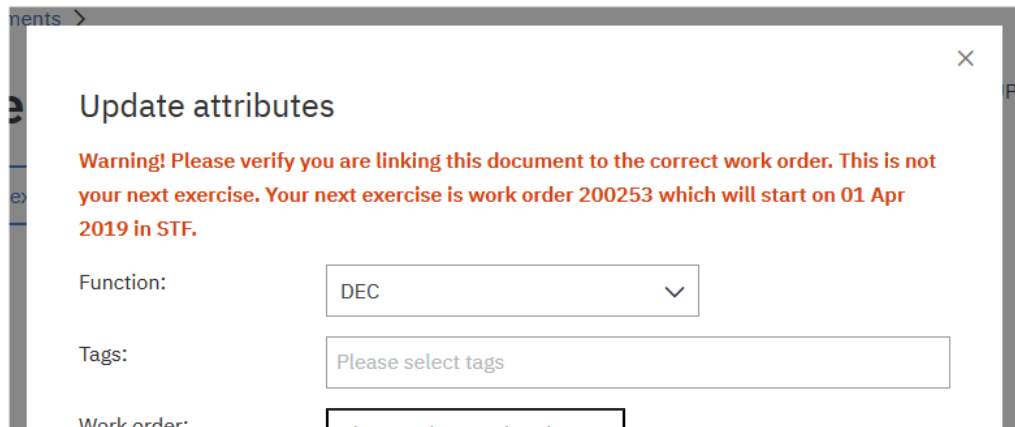 ments >
×
Update attributes
Warning! Please verify you are linking this document to the correct work order. This is not
your next exercise. Your next exercise is work order 200253 which will start on 01 Apr
2019 in STF.
Function:
DEC
Tags:
Please select tags
Work order: